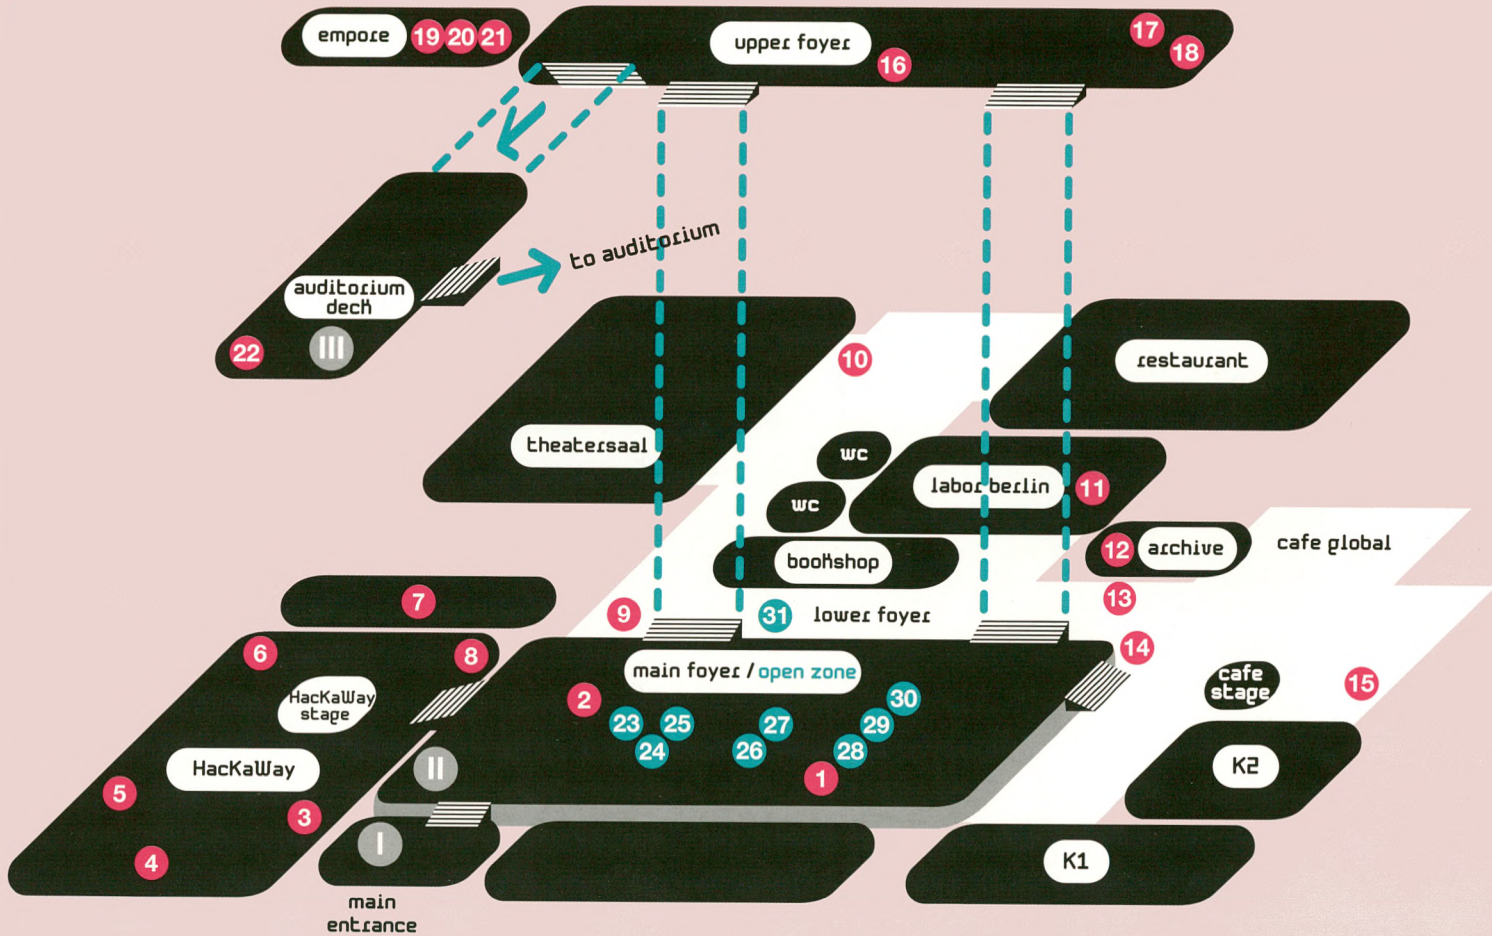 empore
19
20
21
upper foyer
16
17
18
to auditorium
auditorium
deck
22
III
10
restaurant
theatersaal
wc
wc
labor berlin
11
bookshop
12
archive
cafe global
13
7
9
31
lower foyer
14
6
8
main foyer / open zone
HacKaWay
stage
2
23
24
25
26
27
28
29
30
1
cafe
stage
15
HacKaWay
II
K2
5
3
4
I
K1
main
entrance